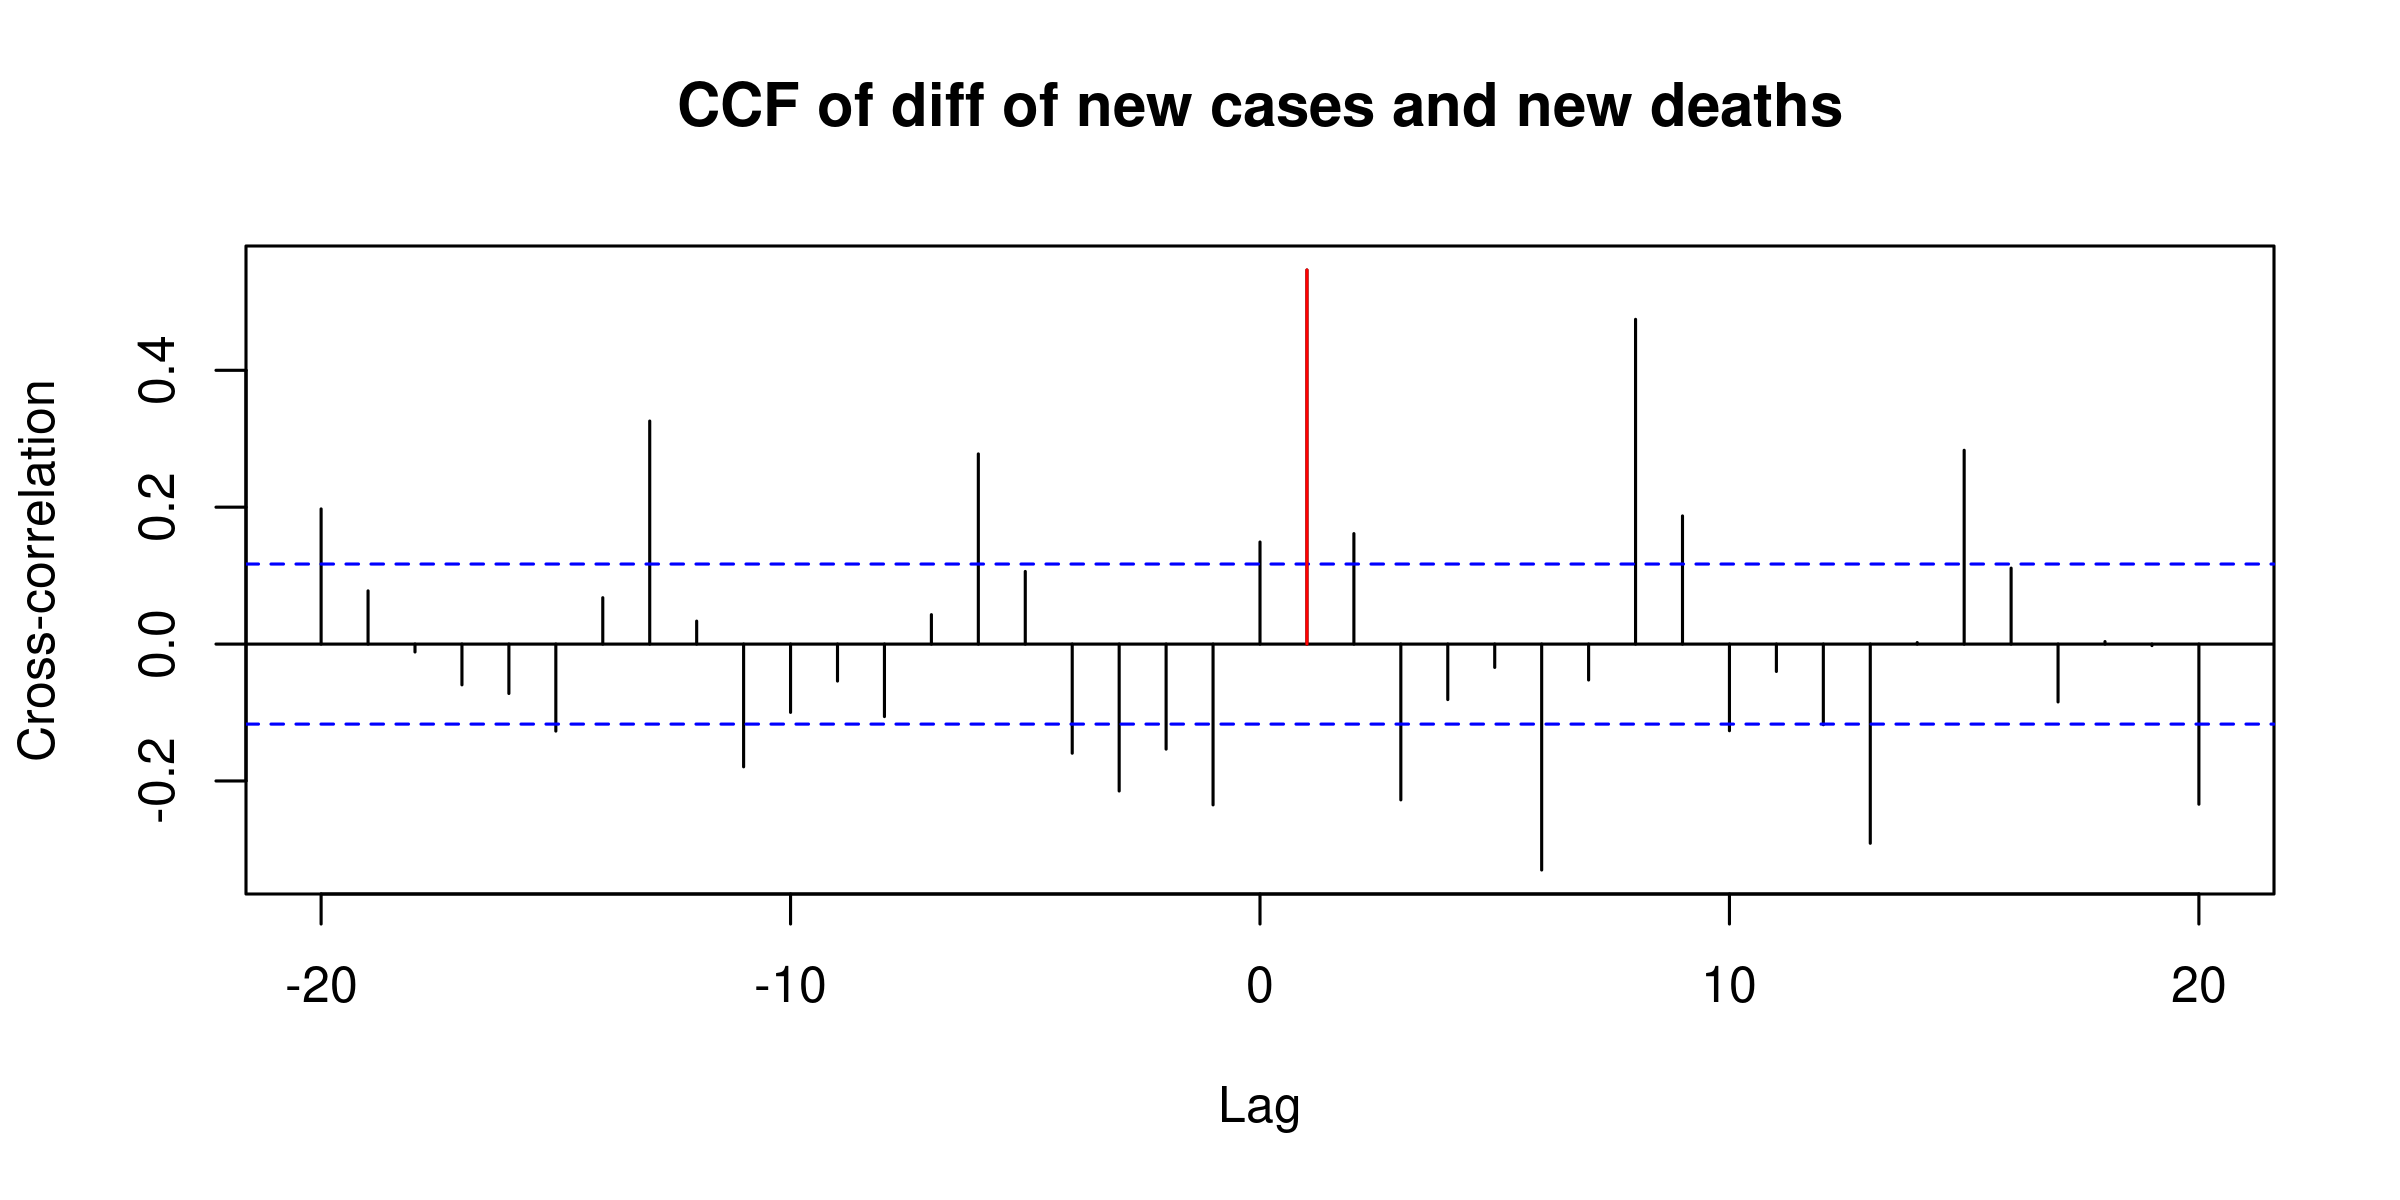 CCF of diff of new cases and new deaths
Cross-correlation
0.4
0.2
0.0
-0.2
-20 -10 0 10 20
Lag